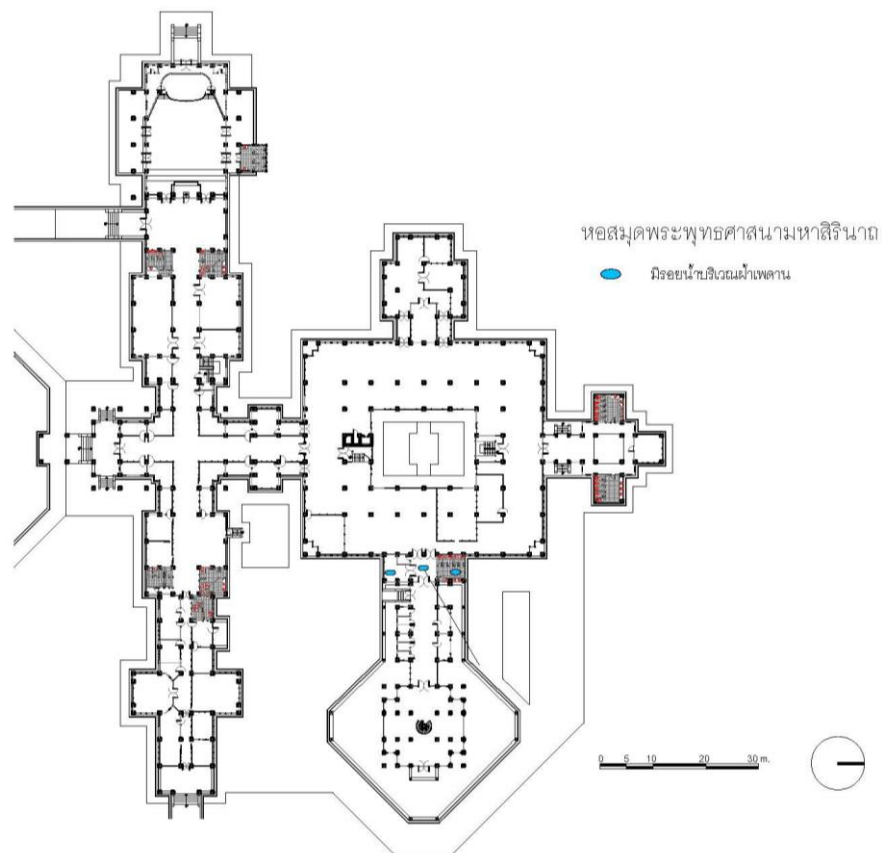 หอสมุดพระพุทธศาสนามหาสิรินาถ
มีรอยน้ำบริเวณฝ้าเพดาน
0 5 10 20 30 m.